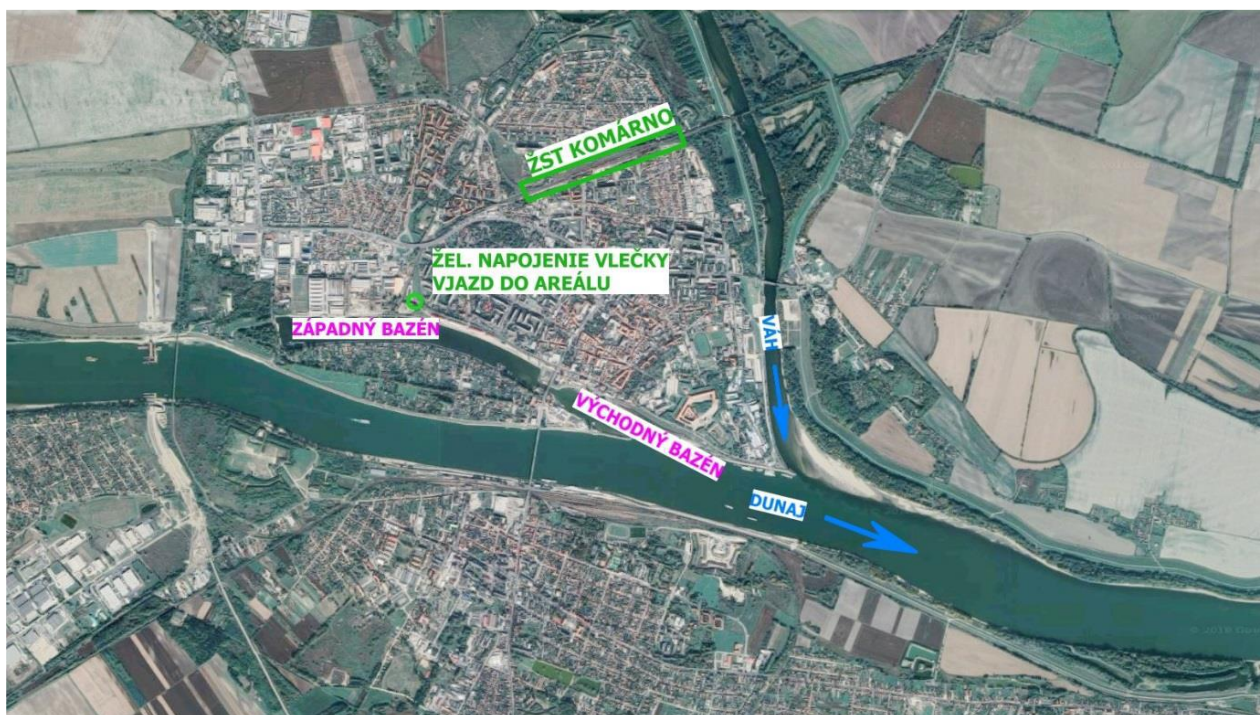 ŽST KOMÁRNO
ŽEL. NAPOJENIE VLEČKY
VJAZD DO AREÁLU
ZÁPADNÝ BAZÉN
VÁH
VÝCHODNÝ BAZÉN
DUNAJ